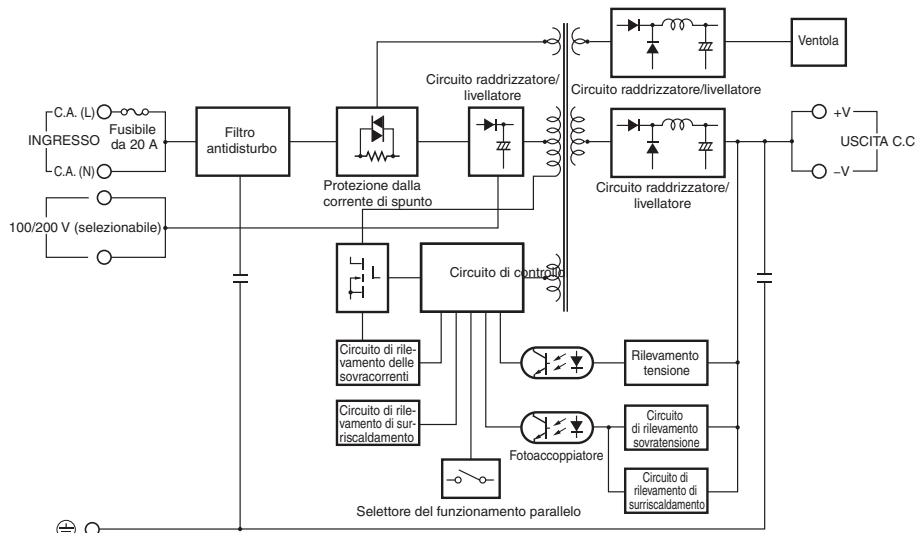 Ventola
Circuito raddrizzatore/livellatore
Circuito raddrizzatore/
livellatore
C.A. (L)
Fusibile
da 20 A
INGRESSO
C.A. (N)
Filtro
antidisturbo
Protezione dalla
corrente di spunto
Circuito raddrizzatore/
livellatore
+V
USCITA C.C
–V
100/200 V (selezionabile)
Circuito di controllo
Circuito di rile-
vamento delle
sovracorrenti
Rilevamento
tensione
Circuito di rile-
vamento di sur-
riscaldamento
Circuito
di rilevamento
sovratensione
Fotoaccoppiatore
Circuito di
rilevamento di
surriscaldamento
Selettore del funzionamento parallelo